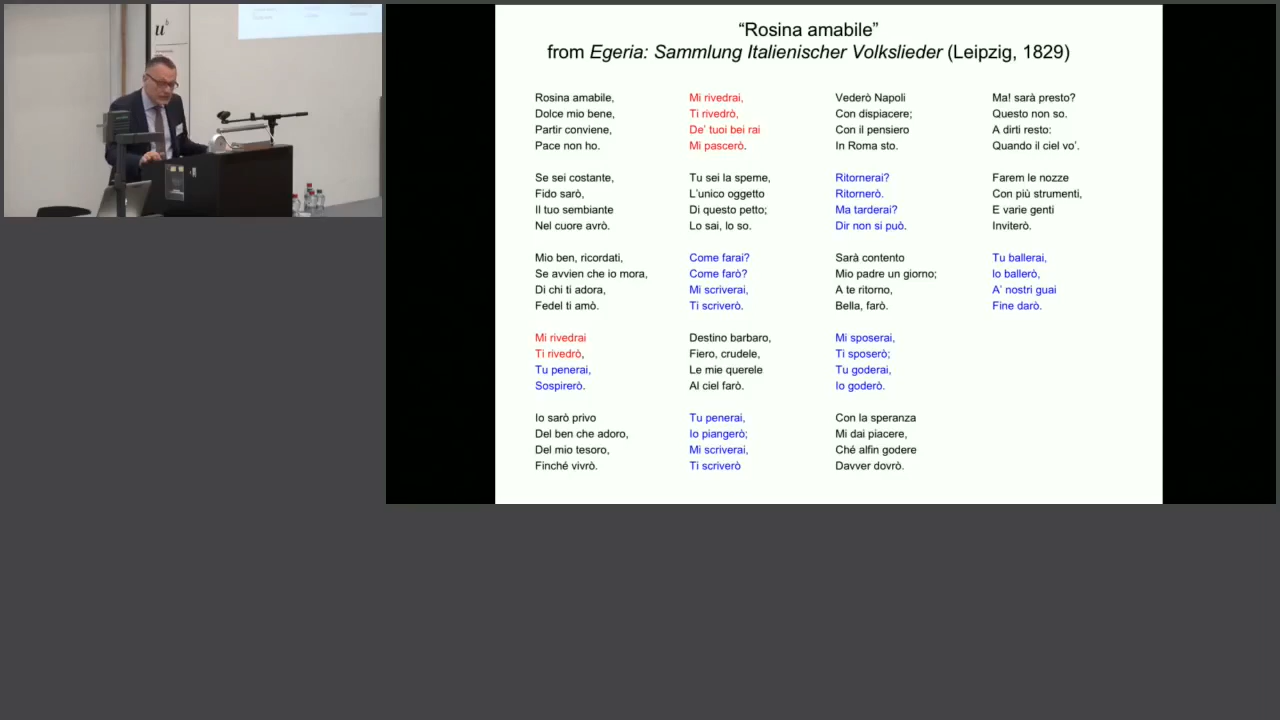 u^b
“Rosina amabile”
from Egeria: Sammlung Italienischer Volkslieder (Leipzig, 1829)
Rosina amabile,
Dolce mio bene,
Partir conviene,
Pace non ho.
Se sei costante,
Fido sarò,
Il tuo sembiante
Nel cuore avrò.
Mio ben, ricordati,
Se avvien che io mora,
Di chi ti adora,
Fedel ti amò.
Mi rivedrai
Ti rivedrò,
Tu penerai,
Sospirerò.
Io sarò privo
Del ben che adoro,
Del mio tesoro,
Finché vivrò.
Mi rivedrai,
Ti rivedrò,
De’ tuoi bei rai
Mi pascerò.
Tu sei la speme,
L’unico oggetto
Di questo petto;
Lo sai, lo so.
Come farai?
Come farò?
Mi scriverai,
Ti scriverò.
Destino barbaro,
Fiero, crudele,
Le mie querele
Al ciel farò.
Tu penerai,
Io piangerò;
Mi scriverai,
Ti scriverò
Vederò Napoli
Con dispiacere;
Con il pensiero
In Roma sto.
Ritornerai?
Ritornerò.
Ma tarderai?
Dir non si può.
Sarà contento
Mio padre un giorno;
A te ritorno,
Bella, farò.
Mi sposerai,
Ti sposerò;
Tu goderai,
Io goderò.
Con la speranza
Mi dai piacere,
Ché alfin godere
Davver dovrò.
Ma! sarà presto?
Questo non so.
A dirti resto:
Quando il ciel vo’.
Farem le nozze
Con più strumenti,
E varie genti
Inviterò.
Tu ballerai,
Io ballerò,
A’ nostri guai
Fine darò.